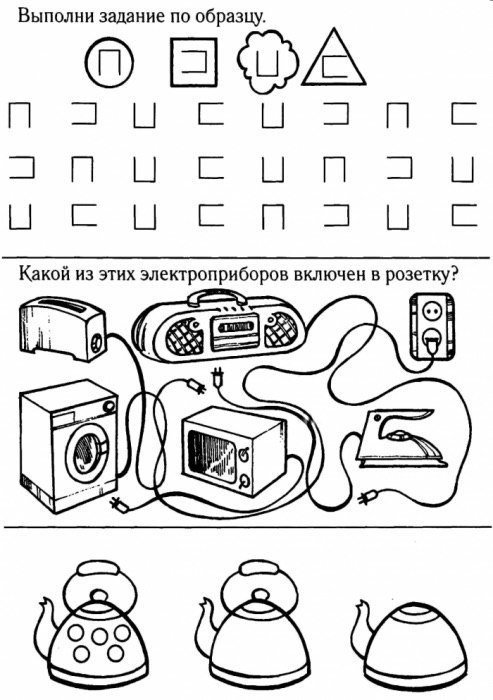 Выполни задание по образцу.
Какой из этих электроприборов включен в розетку?